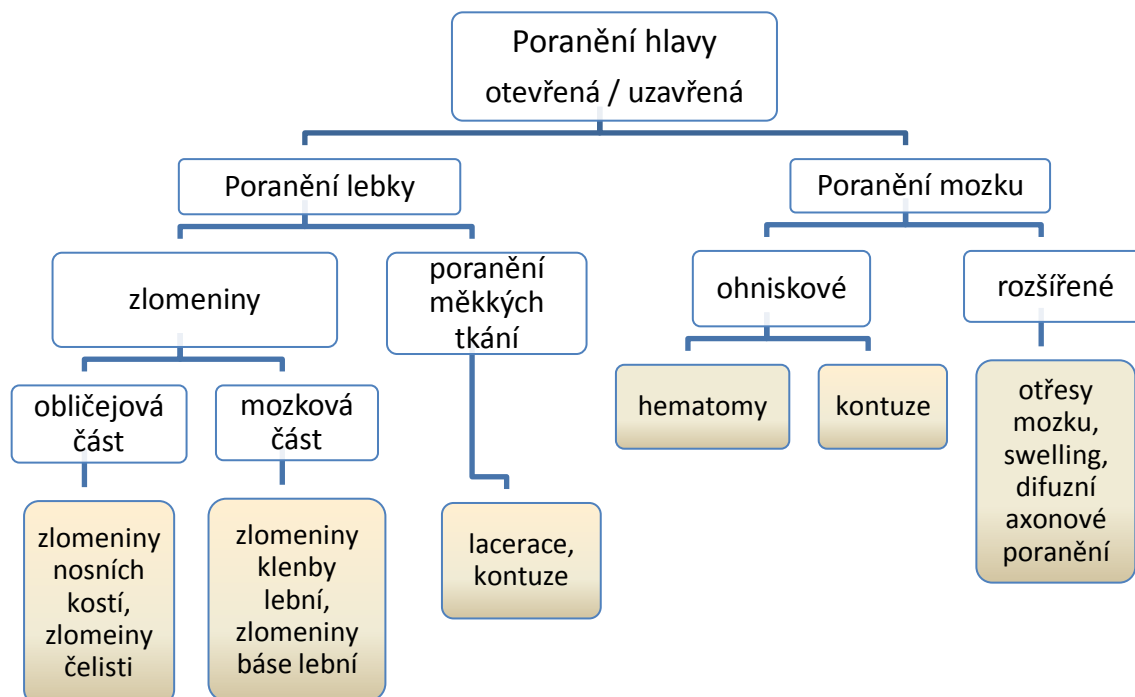 Poranění hlavy
otevřená / uzavřená
Poranění lebky
Poranění mozku
zlomeniny
poranění
měkkých
tkání
ohniskové
rozšířené
obličejová
část
mozková
část
hematomy
kontuze
otřesy
mozku,
swelling,
difuzní
axonové
poranění
zlomeniny
nosních
kostí,
zlomeiny
čelisti
zlomeniny
klenby
lební,
zlomeniny
báse lební
lacerace,
kontuze